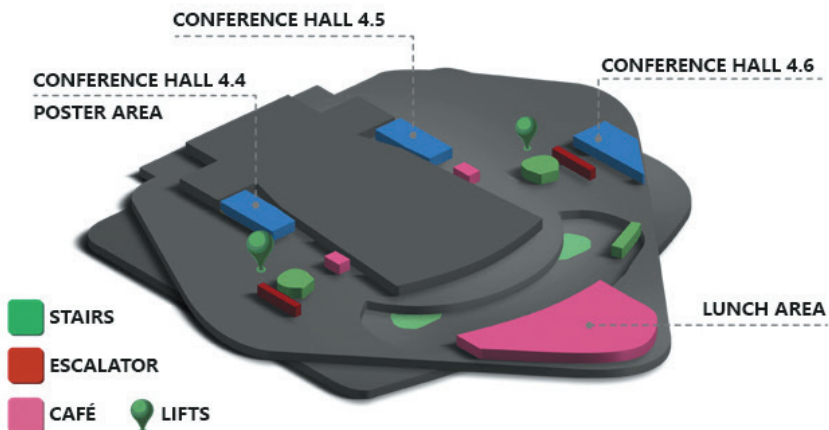 CONFERENCE HALL 4.5
CONFERENCE HALL 4.4
POSTER AREA
CONFERENCE HALL 4.6
LUNCH AREA
STAIRS
ESCALATOR
CAFÉ
LIFTS